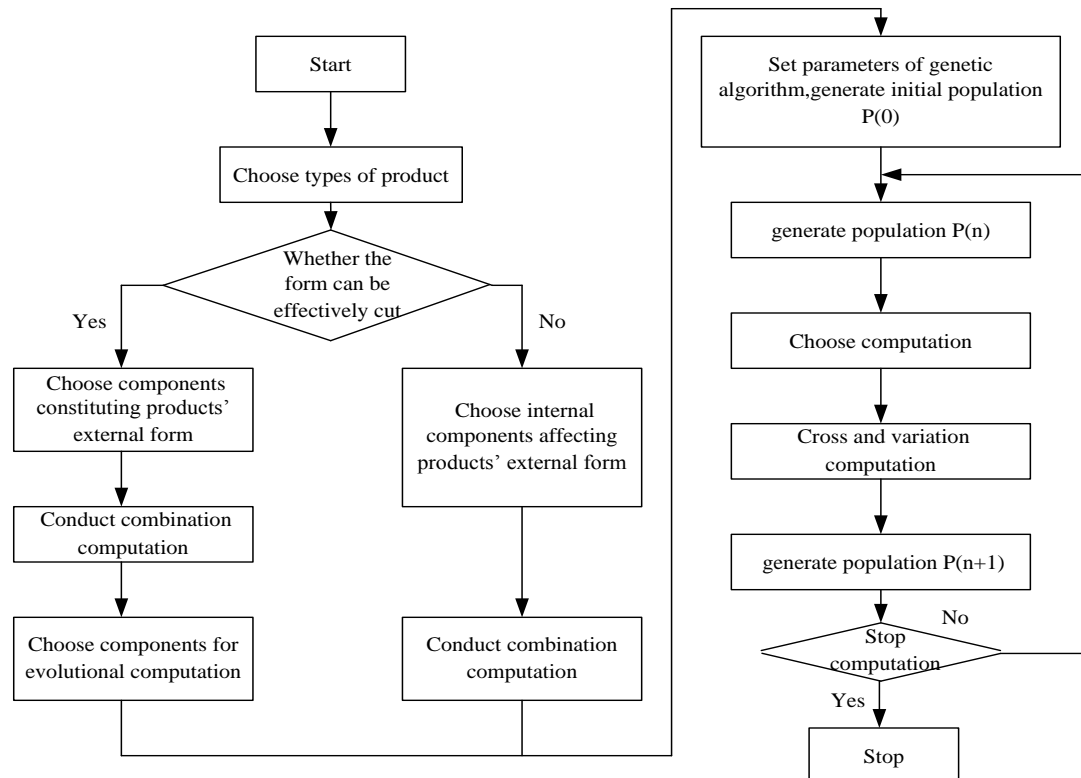 Start
Choose types of product
Whether the
form can be
effectively cut
Yes
No
Choose components
constituting products’
external form
Conduct combination
computation
Choose components for
evolutional computation
Choose internal
components affecting
products’ external form
Conduct combination
computation
Set parameters of genetic
algorithm,generate initial population
P(0)
generate population P(n)
Choose computation
Cross and variation
computation
generate population P(n+1)
Stop
computation
No
Yes
Stop